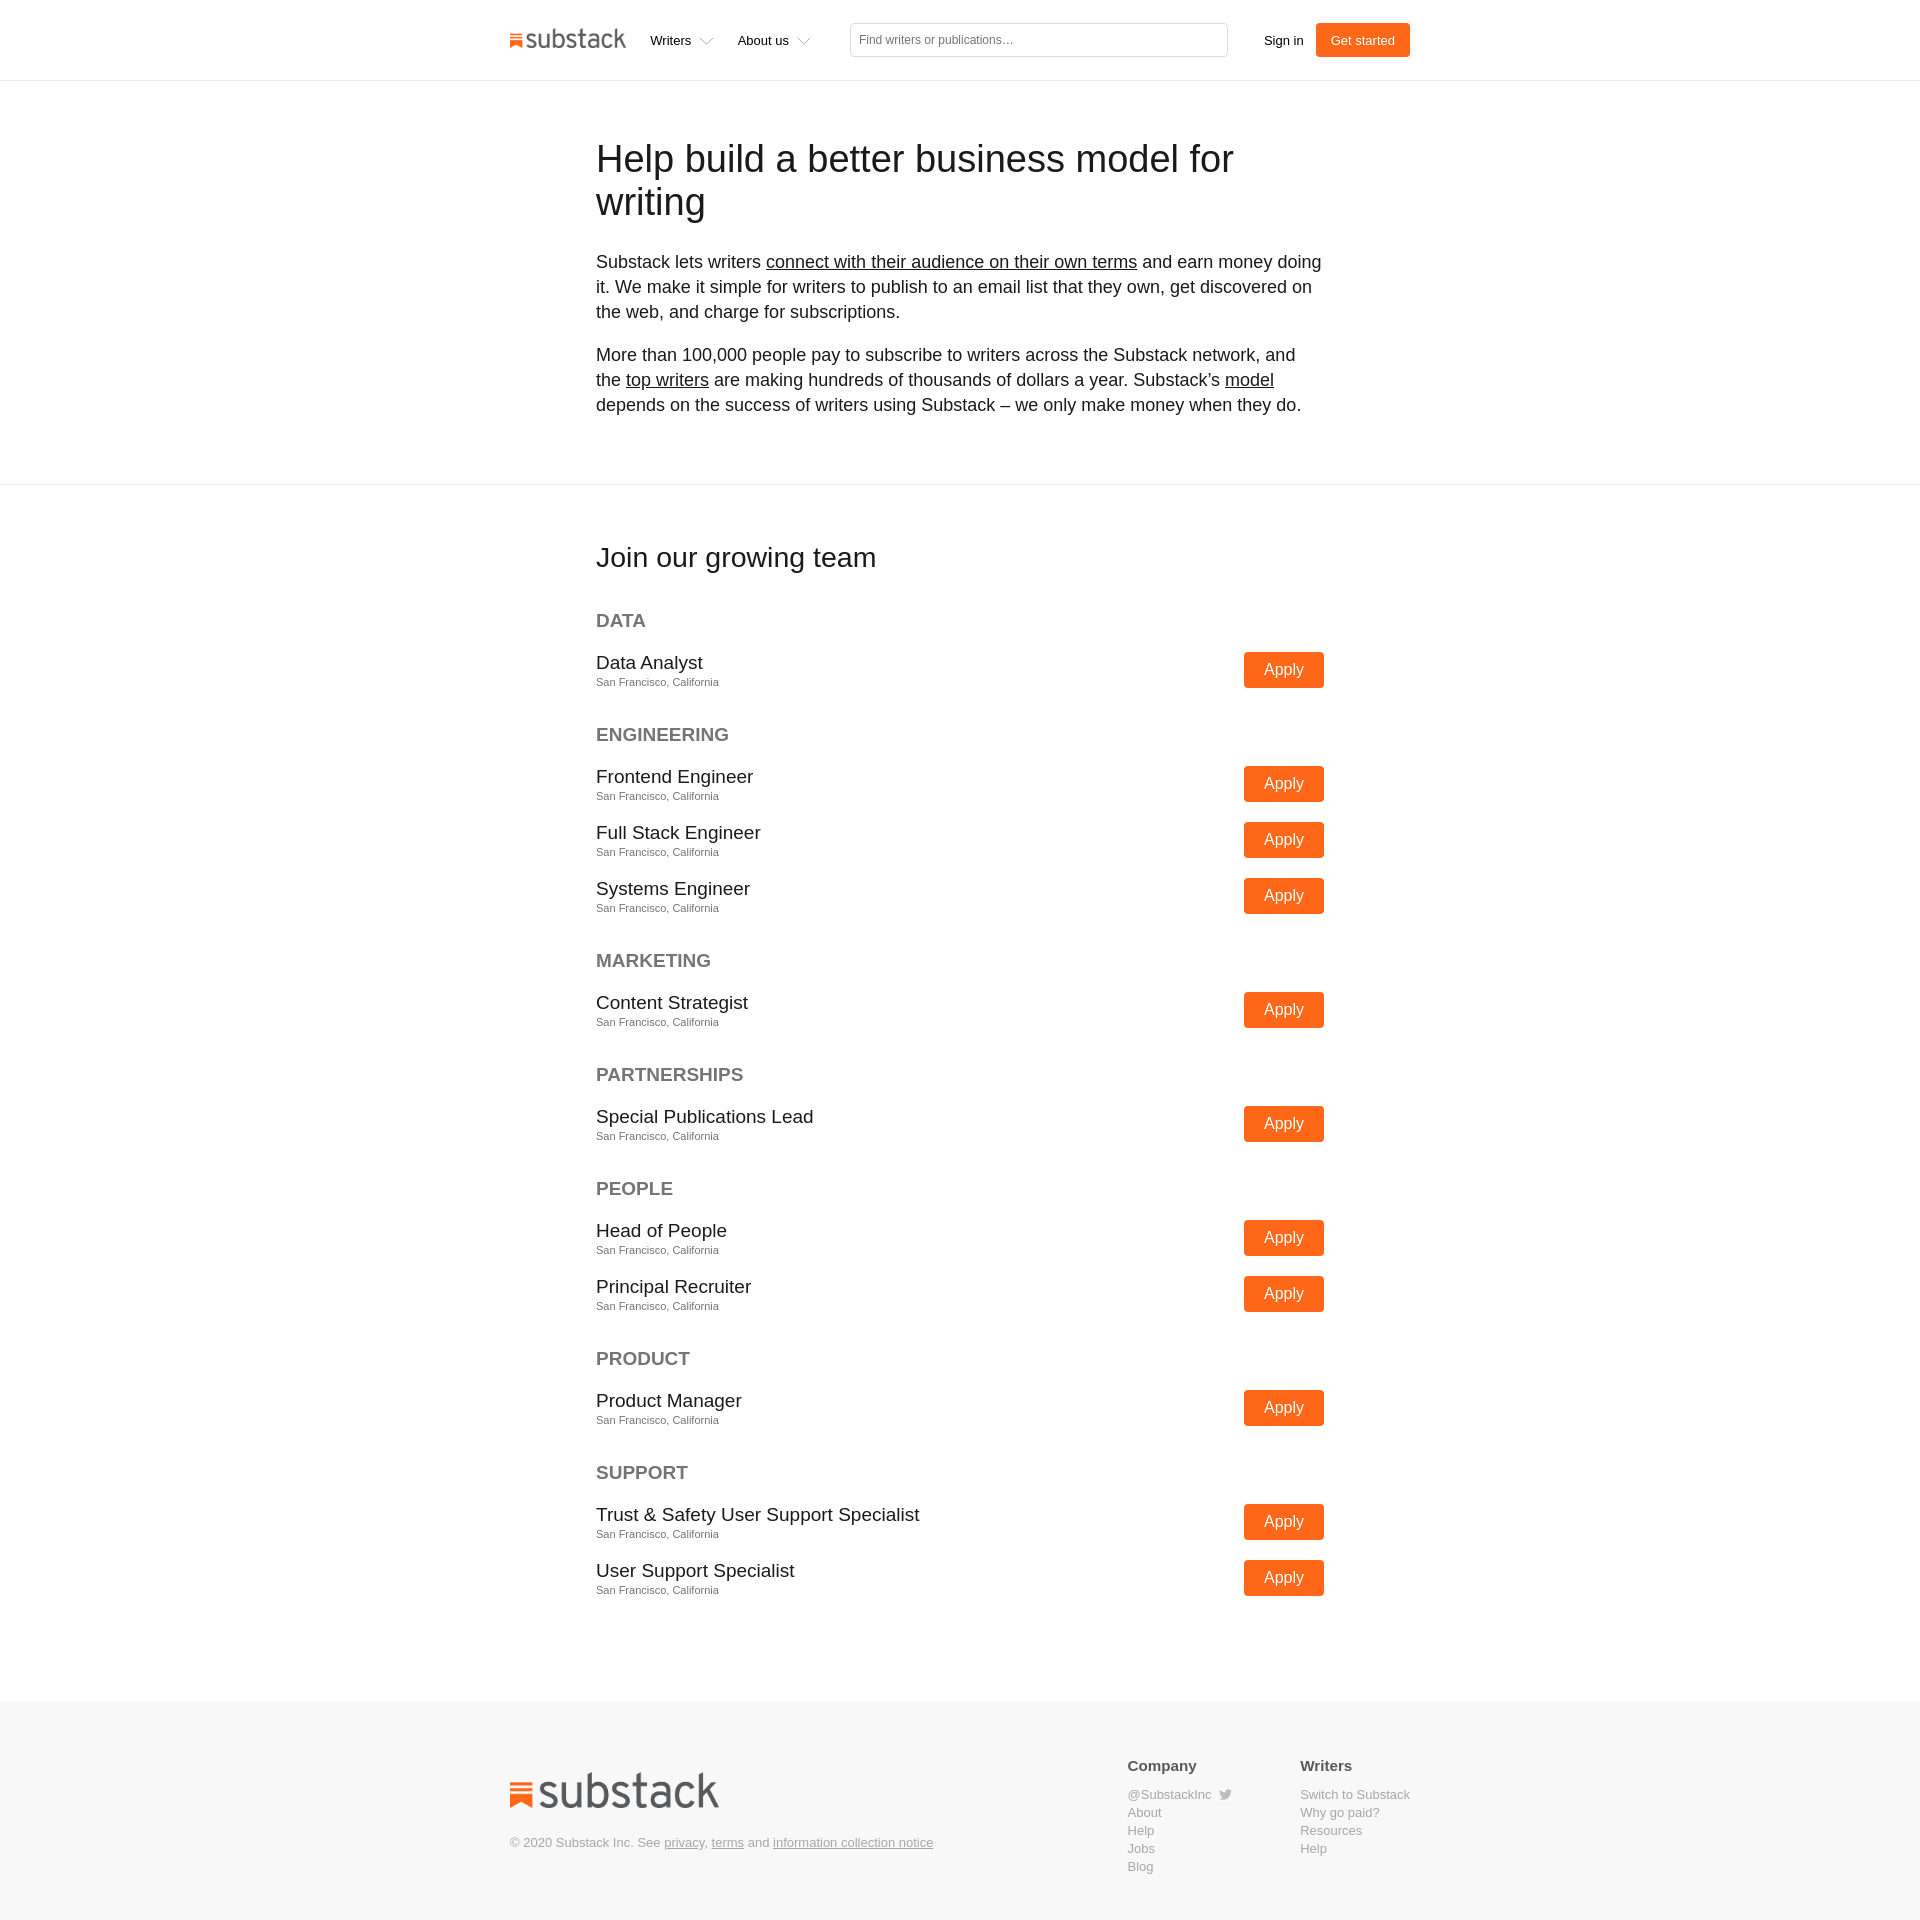 substack Writers About us Find writers or publications… Sign in Get started
Help build a better business model for
writing
Substack lets writers connect with their audience on their own terms and earn money doing
it. We make it simple for writers to publish to an email list that they own, get discovered on
the web, and charge for subscriptions.
More than 100,000 people pay to subscribe to writers across the Substack network, and
the top writers are making hundreds of thousands of dollars a year. Substack’s model
depends on the success of writers using Substack – we only make money when they do.
Join our growing team
DATA
Data Analyst
San Francisco, California
Apply
ENGINEERING
Frontend Engineer
San Francisco, California
Apply
Full Stack Engineer
San Francisco, California
Apply
Systems Engineer
San Francisco, California
Apply
MARKETING
Content Strategist
San Francisco, California
Apply
PARTNERSHIPS
Special Publications Lead
San Francisco, California
Apply
PEOPLE
Head of People
San Francisco, California
Apply
Principal Recruiter
San Francisco, California
Apply
PRODUCT
Product Manager
San Francisco, California
Apply
SUPPORT
Trust & Safety User Support Specialist
San Francisco, California
Apply
User Support Specialist
San Francisco, California
Apply
substack
© 2020 Substack Inc. See privacy, terms and information collection notice
Company
@SubstackInc
About
Help
Jobs
Blog
Writers
Switch to Substack
Why go paid?
Resources
Help